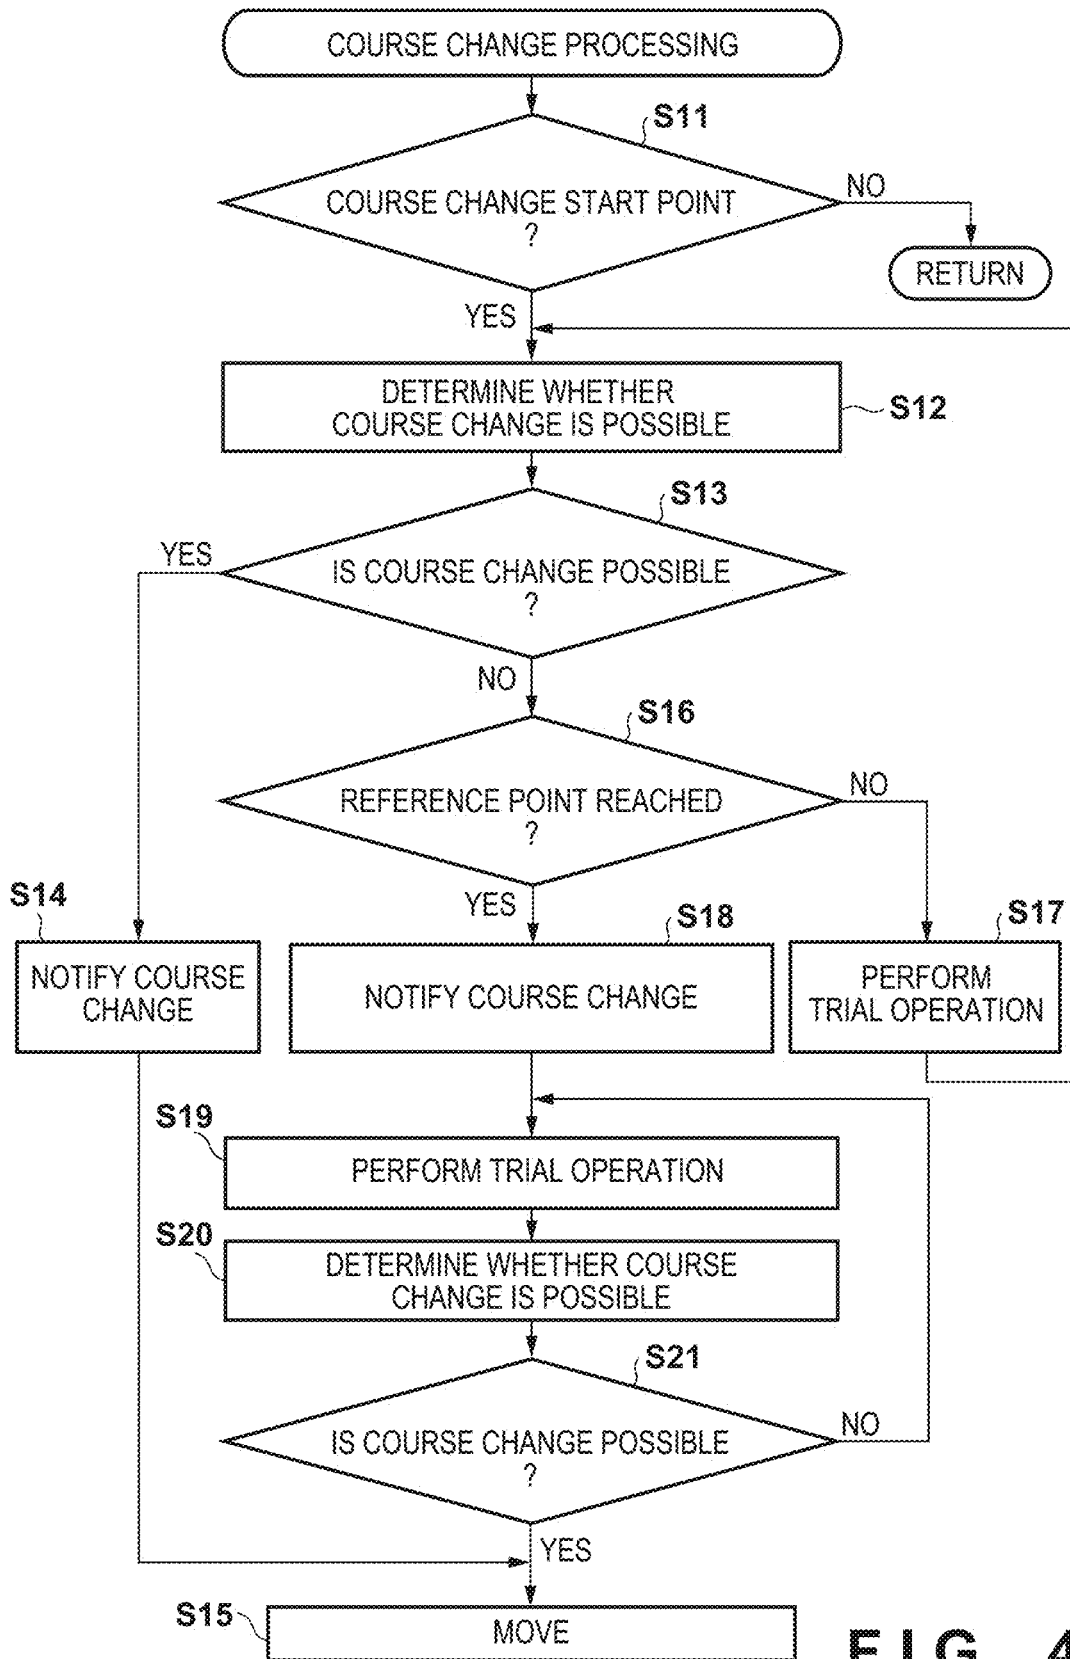 COURSE CHANGE PROCESSING
S11
COURSE CHANGE START POINT
?
NO
RETURN
YES
DETERMINE WHETHER
COURSE CHANGE IS POSSIBLE
S12
S13
YES
IS COURSE CHANGE POSSIBLE
?
NO
S16
REFERENCE POINT REACHED
?
NO
YES
S14
NOTIFY COURSE
CHANGE
S18
NOTIFY COURSE CHANGE
S17
PERFORM
TRIAL OPERATION
S19
PERFORM TRIAL OPERATION
S20
DETERMINE WHETHER COURSE
CHANGE IS POSSIBLE
S21
IS COURSE CHANGE POSSIBLE
?
NO
YES
S15
MOVE
FIG. 4